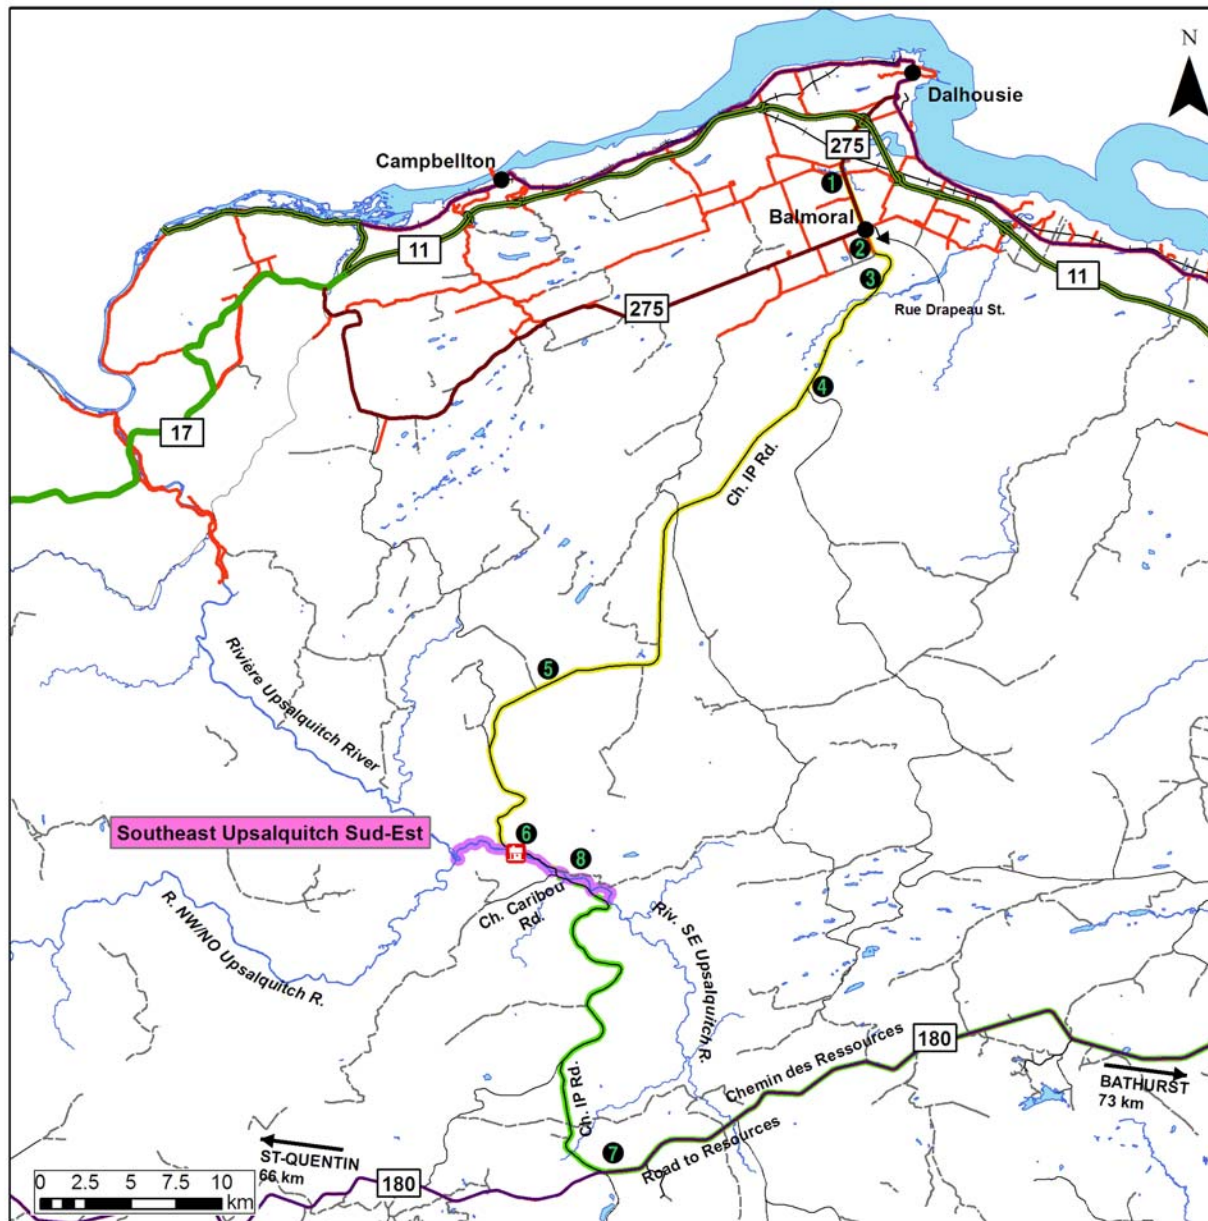 N
Dalhousie
275
Campbellton
1
Balmoral
11
2
11
3
275
Rue Drapeau St.
4
17
Ch. IP Rd.
Rivière Upsalquitch River
5
Southeast Upsalquitch Sud-Est
6
8
Ch. Caribou
Rd.
Riv. SE Upsalquitch R.
R. NW/NO Upsalquitch R.
Chemin des Ressources
180
Ch. IP Rd.
BATHURST
73 km
Road to Resources
7
ST-QUENTIN
66 km
180
0 2.5 5 7.5 10
km